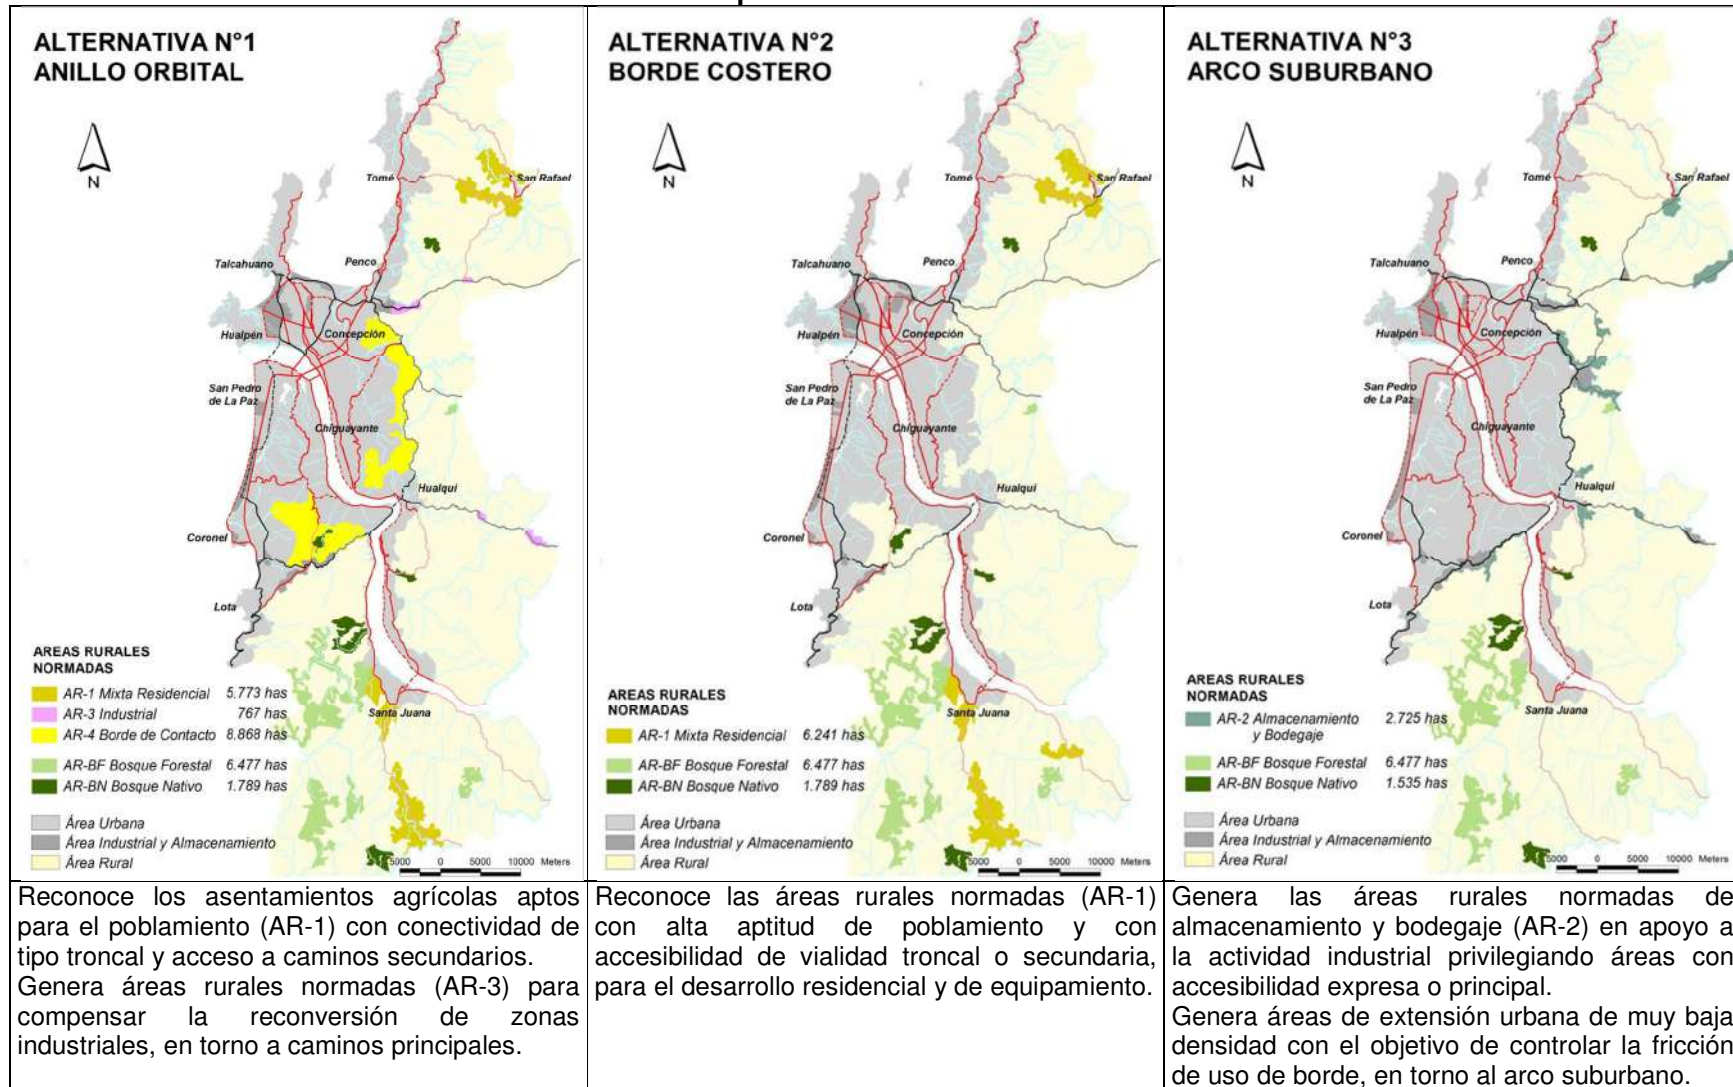 ALTERNATIVA N°1
ANILLO ORBITAL
N
Tomé
San Rafael
Talcahuano
Penco
Hualpén
Concepción
San Pedro
de La Paz
Chiguayante
Hualqui
Coronel
Lota
Santa Juana
AREAS RURALES
NORMADAS
AR-1 Mixta Residencial 5.773 has
AR-3 Industrial 767 has
AR-4 Borde de Contacto 8.868 has
AR-BF Bosque Forestal 6.477 has
AR-BN Bosque Nativo 1.789 has
Área Urbana
Área Industrial y Almacenamiento
Área Rural
5000 0 5000 10000 Meters
Reconoce los asentamientos agrícolas aptos
para el poblamiento (AR-1) con conectividad de
tipo troncal y acceso a caminos secundarios.
Genera áreas rurales normadas (AR-3) para
compensar la reconversión de zonas
industriales, en torno a caminos principales.
ALTERNATIVA N°2
BORDE COSTERO
N
Tomé
San Rafael
Talcahuano
Penco
Hualpén
Concepción
San Pedro
de La Paz
Chiguayante
Hualqui
Coronel
Lota
Santa Juana
AREAS RURALES
NORMADAS
AR-1 Mixta Residencial 6.241 has
AR-BF Bosque Forestal 6.477 has
AR-BN Bosque Nativo 1.789 has
Área Urbana
Área Industrial y Almacenamiento
Área Rural
5000 0 5000 10000 Meters
Reconoce las áreas rurales normadas (AR-1)
con alta aptitud de poblamiento y con
accesibilidad de vialidad troncal o secundaria,
para el desarrollo residencial y de equipamiento.
ALTERNATIVA N°3
ARCO SUBURBANO
N
Tomé
San Rafael
Talcahuano
Penco
Hualpén
Concepción
San Pedro
de La Paz
Chiguayante
Hualqui
Coronel
Lota
Santa Juana
AREAS RURALES
NORMADAS
AR-2 Almacenamiento 2.725 has
y Bodegaje
AR-BF Bosque Forestal 6.477 has
AR-BN Bosque Nativo 1.535 has
Área Urbana
Área Industrial y Almacenamiento
Área Rural
5000 0 5000 10000 Meters
Genera las áreas rurales normadas de
almacenamiento y bodegaje (AR-2) en apoyo a
la actividad industrial privilegiando áreas con
accesibilidad expresa o principal.
Genera áreas de extensión urbana de muy baja
densidad con el objetivo de controlar la fricción
de uso de borde, en torno al arco suburbano.